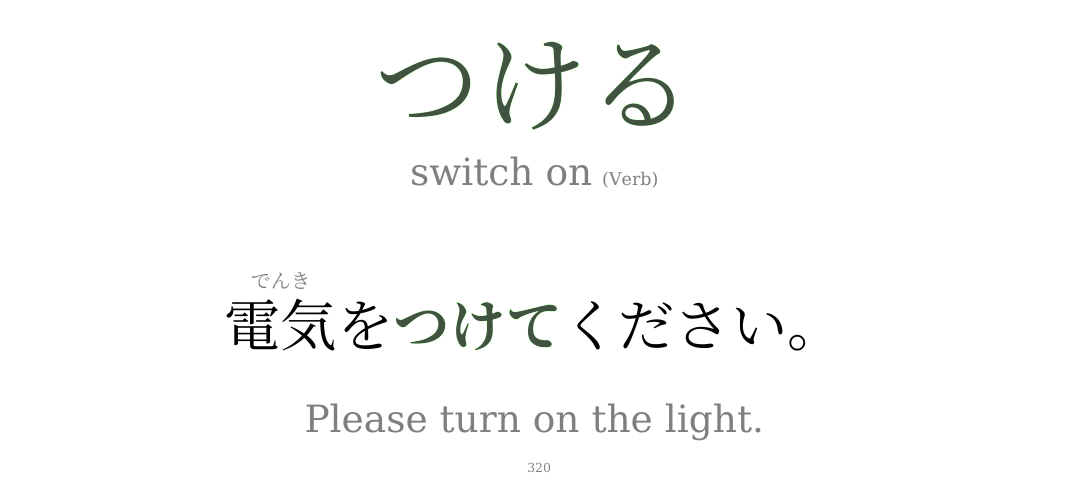 つける
switch on (Verb)
でんき
電気をつけてください。
Please turn on the light.
320